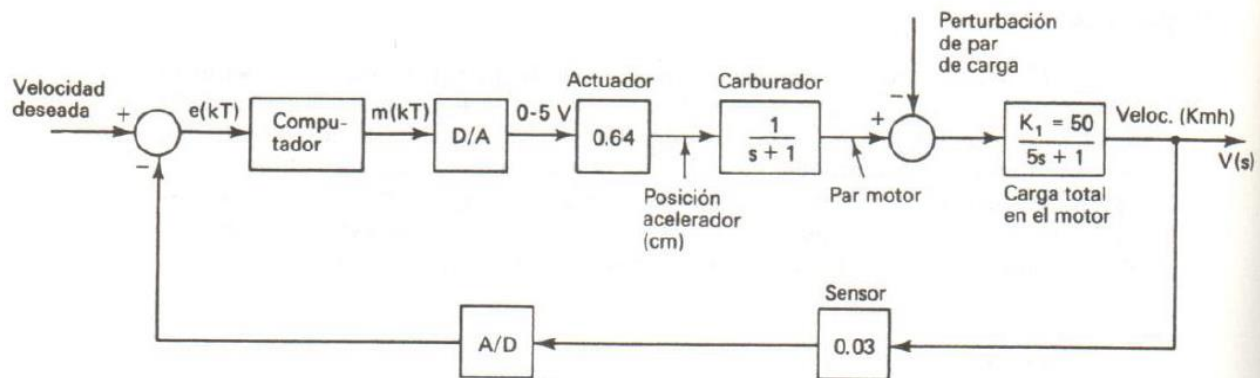 Perturbación
de par
de carga
Velocidad
deseada
+
−
e(kT)
Compu-
tador
m(kT)
D/A
0-5 V
Actuador
0.64
Posición
acelerador
(cm)
Carburador
1
s + 1
Par motor
+
−
K₁ = 50
5s + 1
Carga total
en el motor
Veloc. (Kmh)
V(s)
Sensor
0.03
A/D